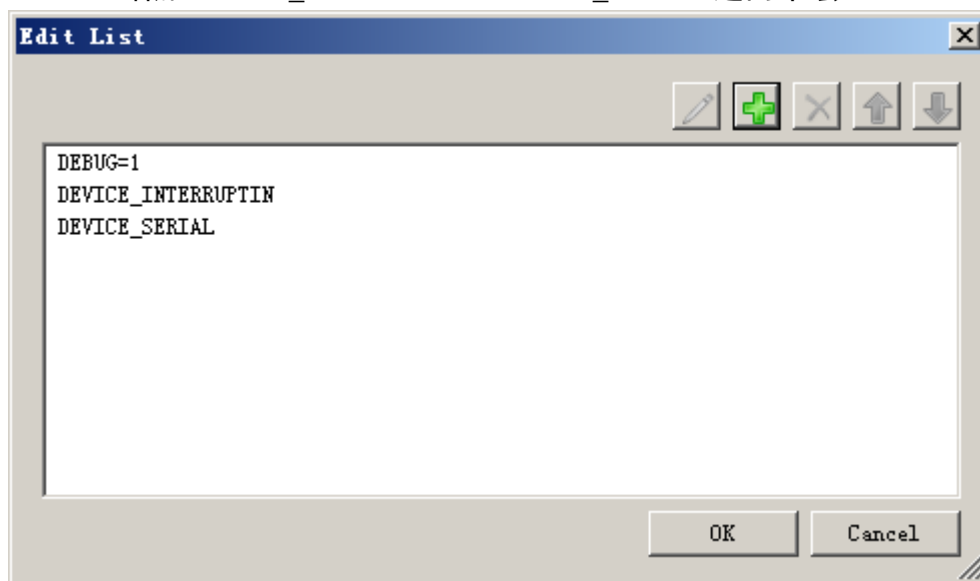 Edit List
DEBUG=1
DEVICE_INTERRUPTIN
DEVICE_SERIAL
OK
Cancel